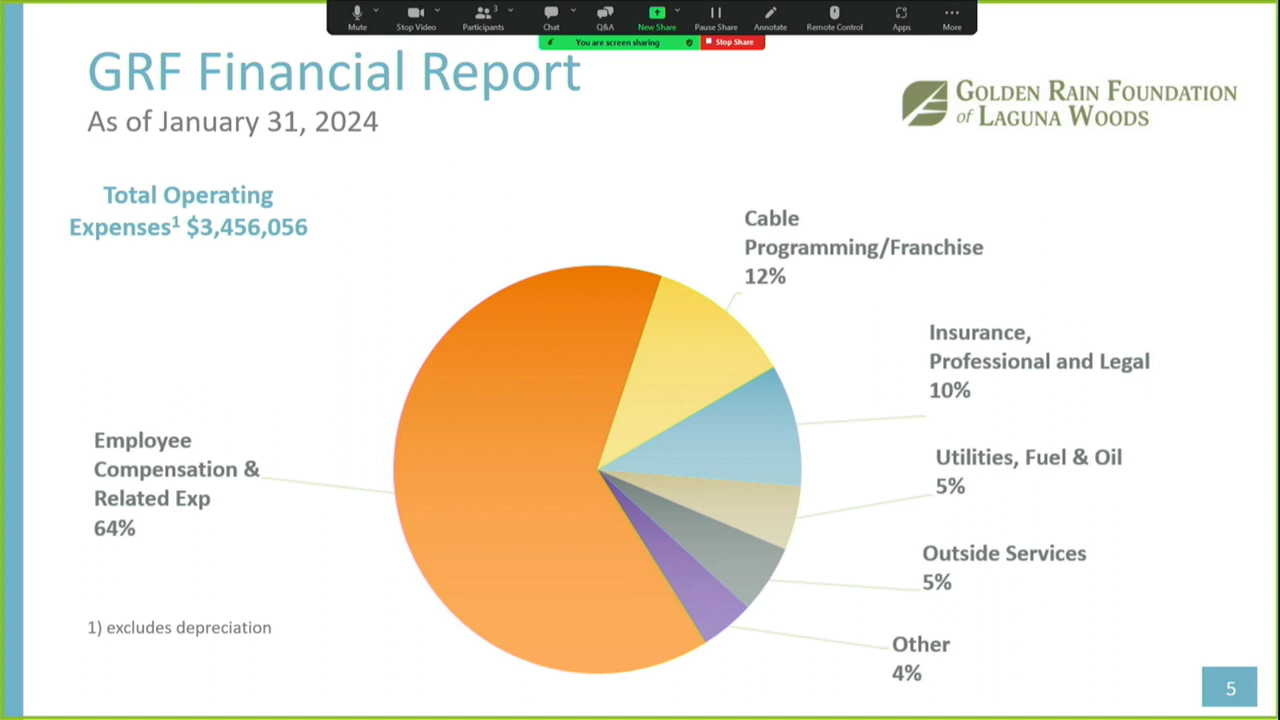 Mute
Stop Video
Participants
3
Chat
Q&A
New Share
Pause Share
Annotate
Remote Control
Apps
More
You are screen sharing
Stop Share
GRF Financial Report
As of January 31, 2024
GOLDEN RAIN FOUNDATION
of LAGUNA WOODS
Total Operating
Expenses¹ $3,456,056
Cable
Programming/Franchise
12%
Insurance,
Professional and Legal
10%
Employee
Compensation &
Related Exp
64%
Utilities, Fuel & Oil
5%
Outside Services
5%
Other
4%
1) excludes depreciation
5